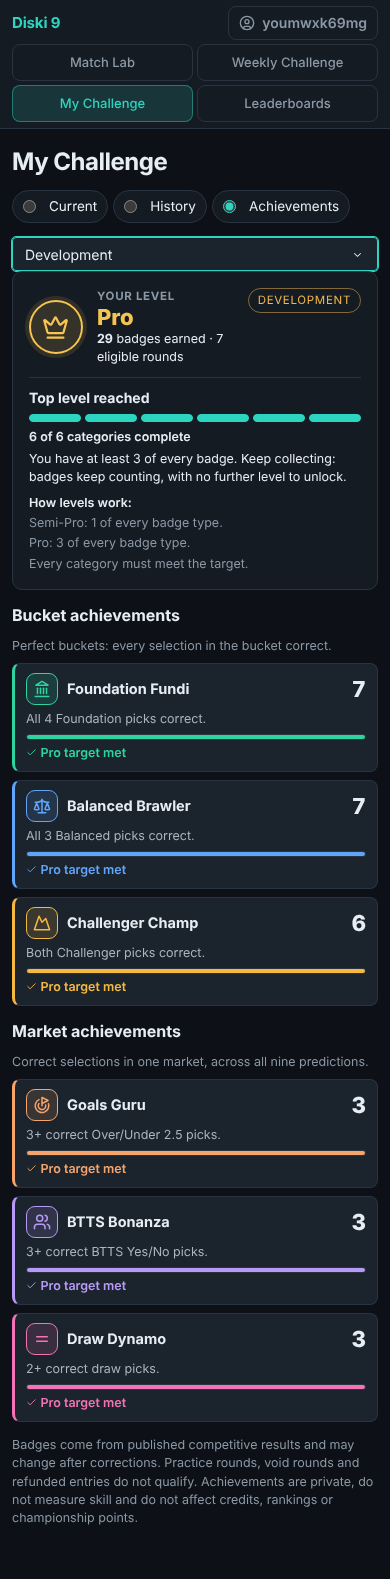 Diski 9
youmwxk69mg
Match Lab
Weekly Challenge
My Challenge
Leaderboards
My Challenge
Current
History
Achievements
Development
YOUR LEVEL
DEVELOPMENT
Pro
29 badges earned · 7
eligible rounds
Top level reached
6 of 6 categories complete
You have at least 3 of every badge. Keep collecting:
badges keep counting, with no further level to unlock.
How levels work:
Semi-Pro: 1 of every badge type.
Pro: 3 of every badge type.
Every category must meet the target.
Bucket achievements
Perfect buckets: every selection in the bucket correct.
Foundation Fundi
7
All 4 Foundation picks correct.
Pro target met
Balanced Brawler
7
All 3 Balanced picks correct.
Pro target met
Challenger Champ
6
Both Challenger picks correct.
Pro target met
Market achievements
Correct selections in one market, across all nine predictions.
Goals Guru
3
3+ correct Over/Under 2.5 picks.
Pro target met
BTTS Bonanza
3
3+ correct BTTS Yes/No picks.
Pro target met
Draw Dynamo
3
2+ correct draw picks.
Pro target met
Badges come from published competitive results and may
change after corrections. Practice rounds, void rounds and
refunded entries do not qualify. Achievements are private, do
not measure skill and do not affect credits, rankings or
championship points.